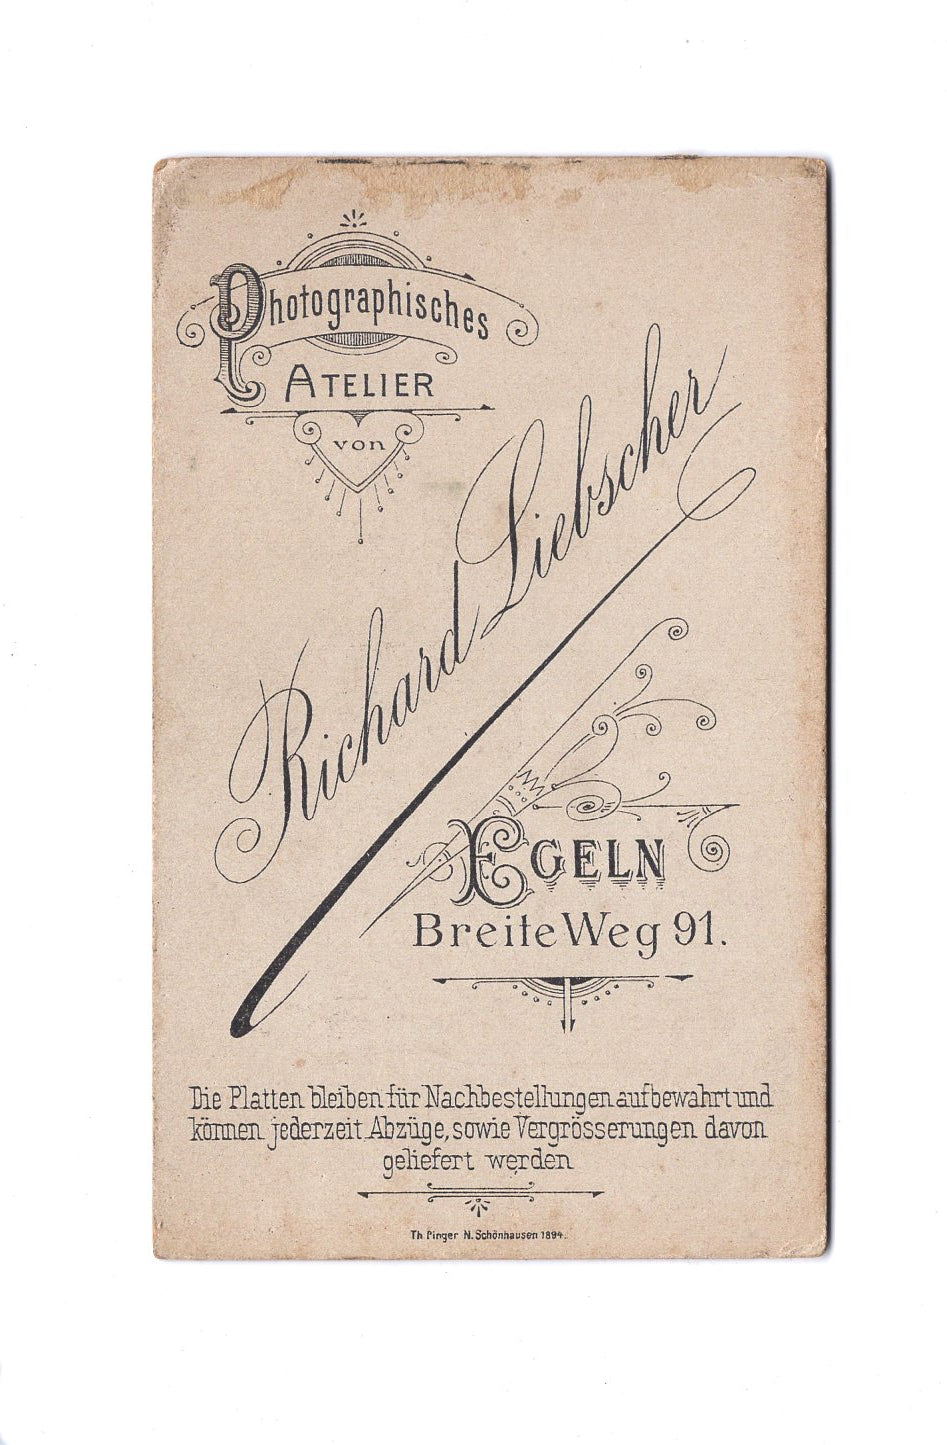 Photographisches
ATELIER
von
Richard Liebscher
EGELN
Breite Weg 91.
Die Platten bleiben für Nachbestellungen aufbewahrt und
können jederzeit Abzüge, sowie Vergrösserungen davon
geliefert werden
Th Pinger N. Schönhausen 1894.